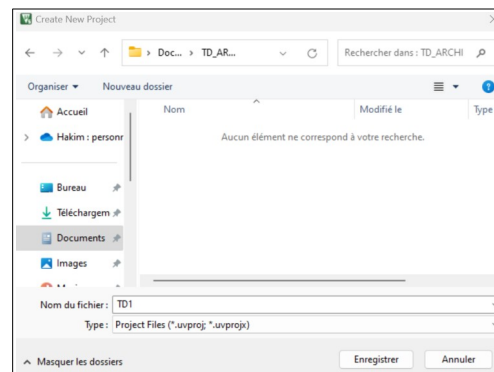 Create New Project
Doc... > TD_AR...
Rechercher dans : TD_ARCHI
Organiser
Nouveau dossier
Accueil
Hakim : personr
Bureau
Téléchargem
Documents
Images
Nom
Modifié le
Type
Aucun élément ne correspond à votre recherche.
Nom du fichier : TD1
Type : Project Files (*.uvproj; *.uvprojx)
Masquer les dossiers
Enregistrer
Annuler